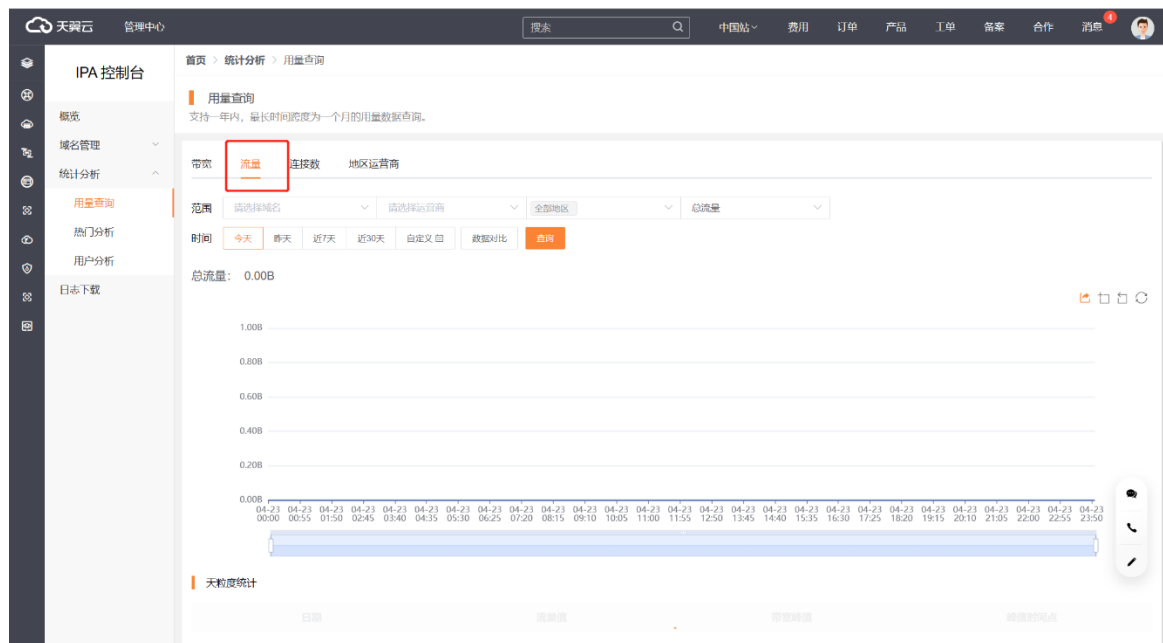 天翼云 管理中心 搜索 中国站 费用 订单 产品 工单 备案 合作 消息 4
IPA 控制台
概览
域名管理
统计分析
用量查询
热门分析
用户分析
日志下载
首页 > 统计分析 > 用量查询
用量查询
支持一年内，最长时间跨度为一个月的用量数据查询。
带宽 流量 连接数 地区运营商
范围 请选择域名 请选择运营商 全部地区 总流量
时间 今天 昨天 近7天 近30天 自定义 数据对比 查询
总流量： 0.00B
1.00B
0.80B
0.60B
0.40B
0.20B
0.00B
04-23 04-23 04-23 04-23 04-23 04-23 04-23 04-23 04-23 04-23 04-23 04-23 04-23 04-23 04-23 04-23 04-23 04-23 04-23 04-23 04-23 04-23 04-23 04-23 04-23 04-23 04-23
00:00 00:55 01:50 02:45 03:40 04:35 05:30 06:25 07:20 08:15 09:10 10:05 11:00 11:55 12:50 13:45 14:40 15:35 16:30 17:25 18:20 19:15 20:10 21:05 22:00 22:55 23:50
天粒度统计
日期 流量值 带宽峰值 峰值时间点